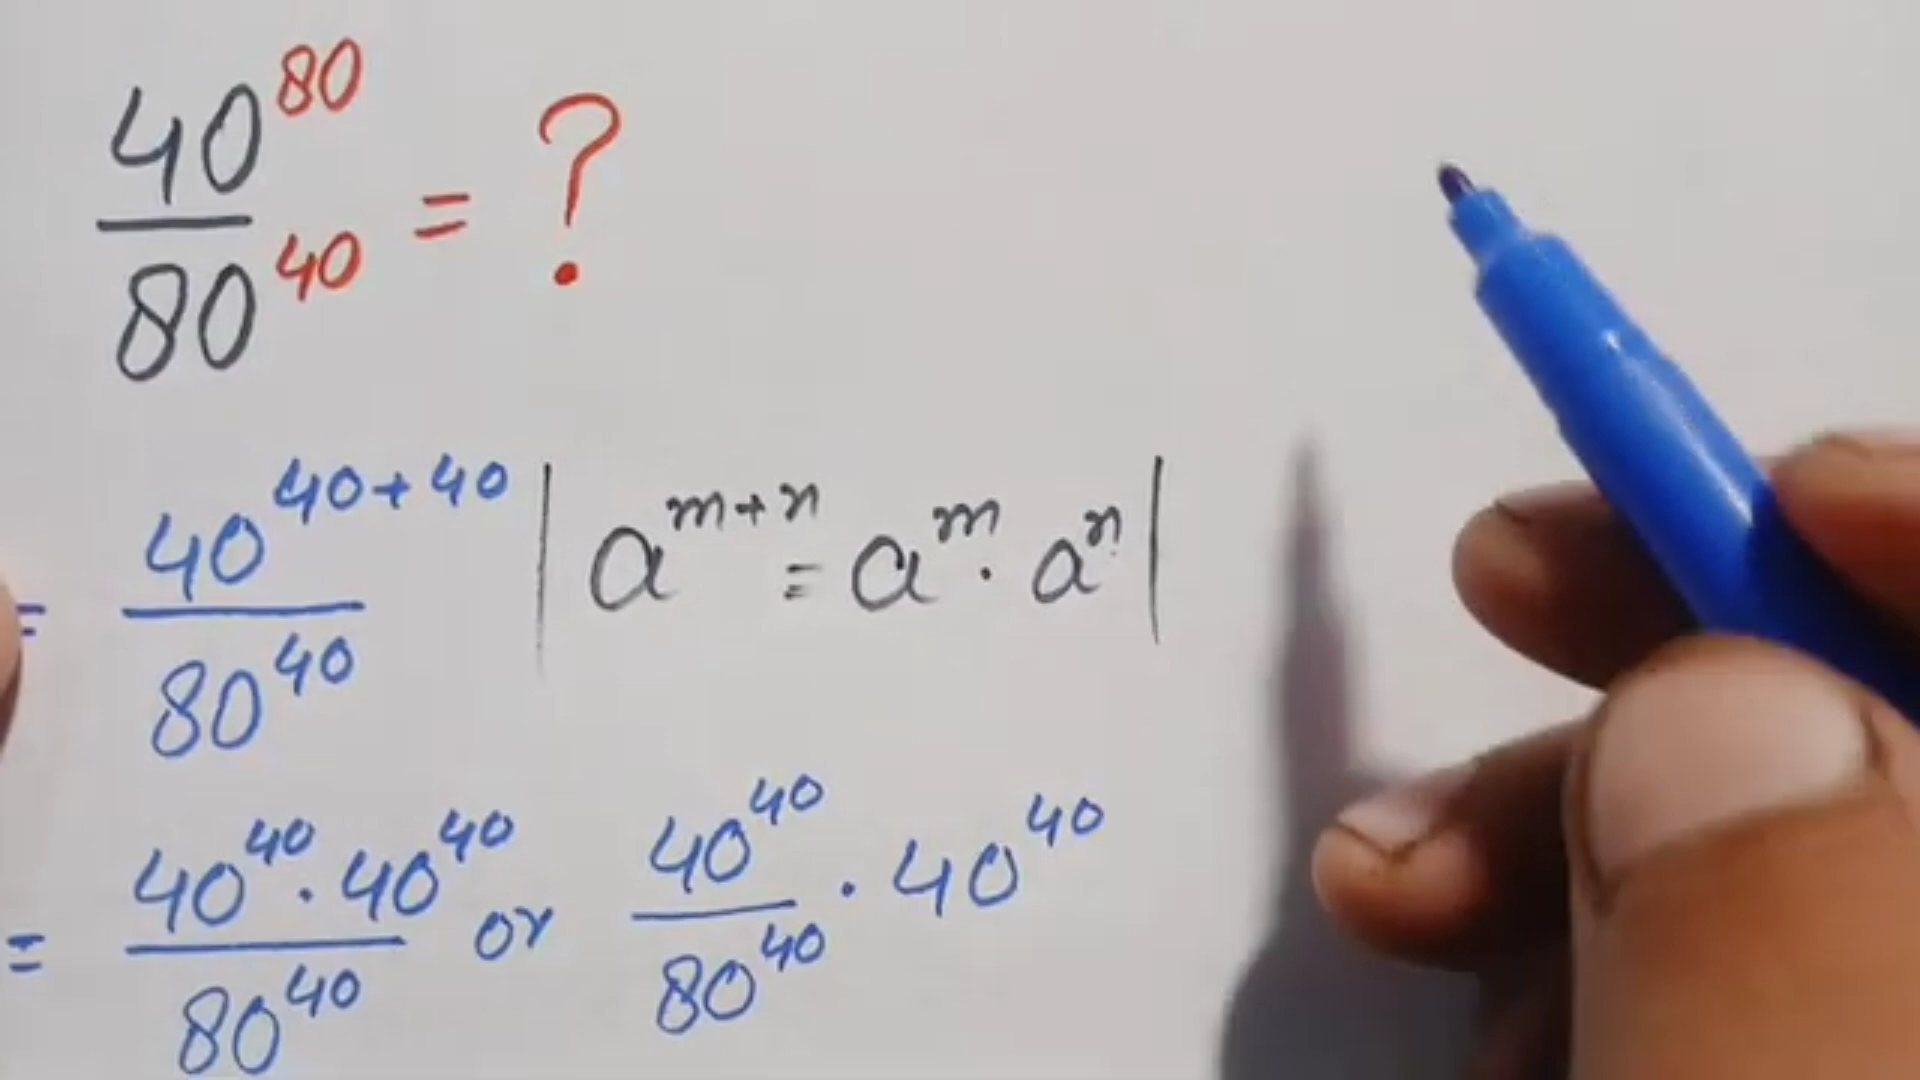 40^80 / 80^40 = ?
= 40^(40+40) / 80^40 | a^(m+n) = a^m · a^n |
= 40^40 · 40^40 / 80^40 or 40^40 / 80^40 · 40^40